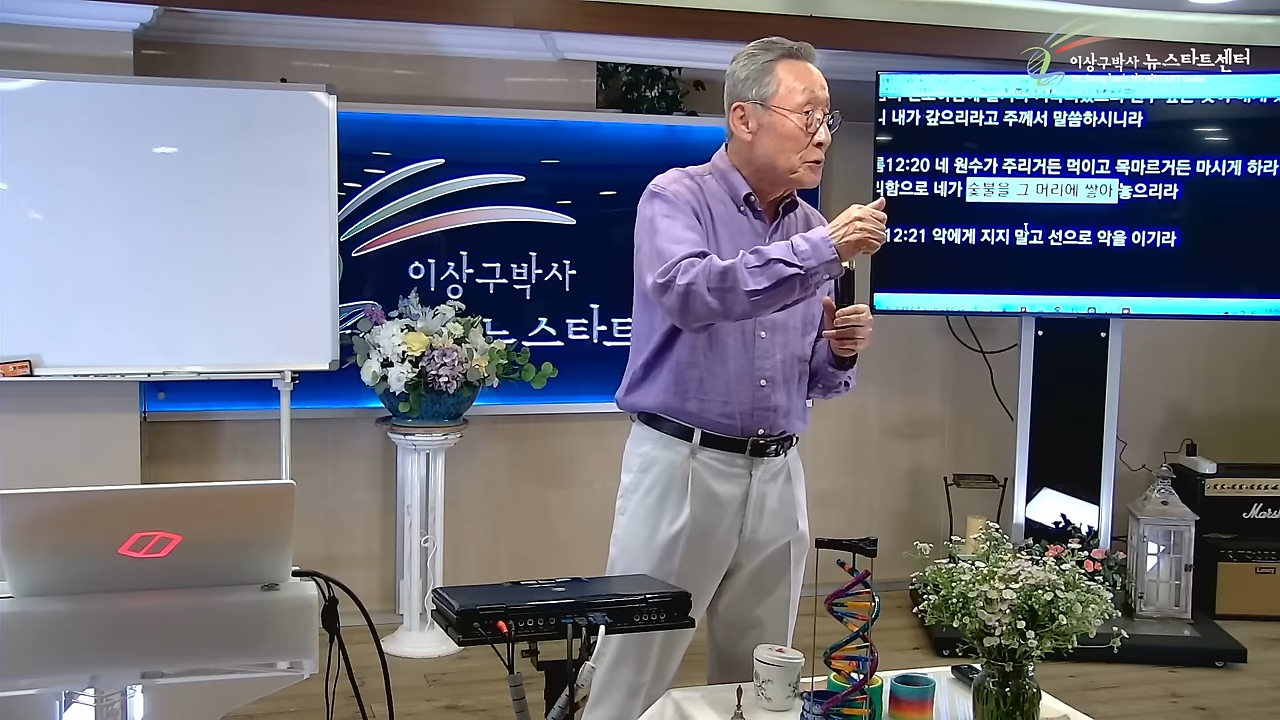 이상구박사 뉴스타트센터
니 내가 갚으리라고 주께서 말씀하시니라
12:20 네 원수가 주리거든 먹이고 목마르거든 마시게 하라
함으로 네가 숯불을 그 머리에 쌓아 놓으리라
12:21 악에게 지지 말고 선으로 악을 이기라
이상구박사
뉴스타트
Marsh